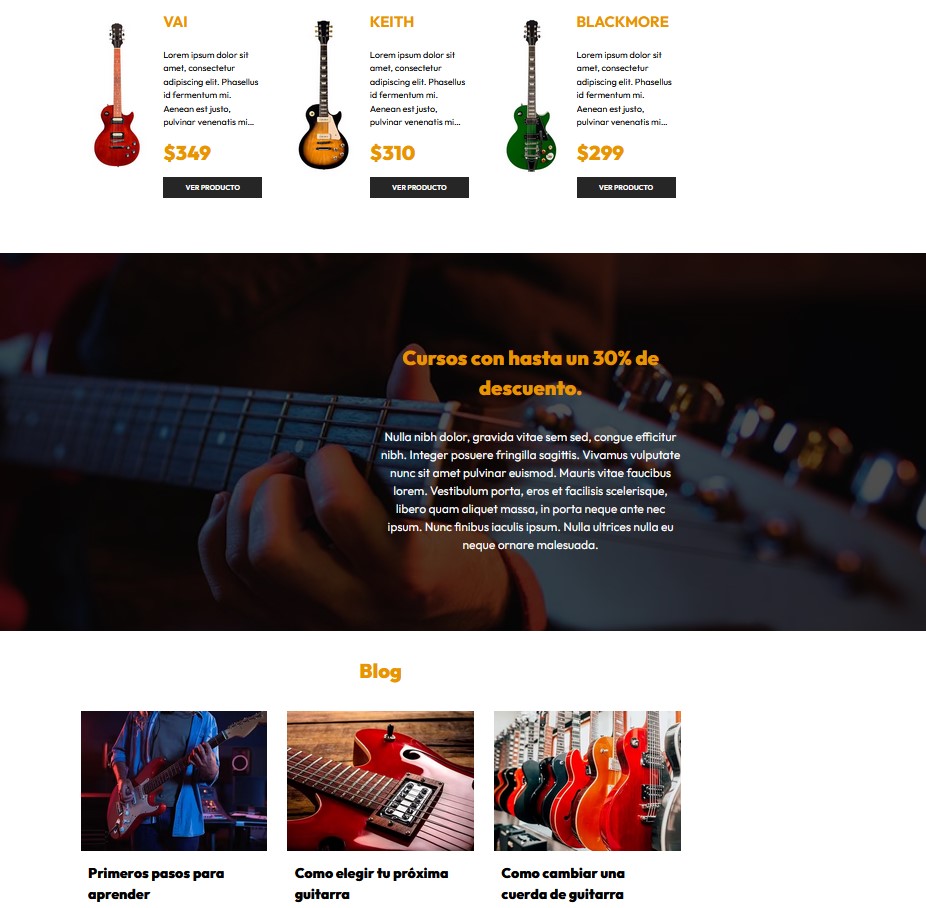 VAI
Lorem ipsum dolor sit
amet, consectetur
adipiscing elit. Phasellus
id fermentum mi.
Aenean est justo,
pulvinar venenatis mi...
$349
VER PRODUCTO
KEITH
Lorem ipsum dolor sit
amet, consectetur
adipiscing elit. Phasellus
id fermentum mi.
Aenean est justo,
pulvinar venenatis mi...
$310
VER PRODUCTO
BLACKMORE
Lorem ipsum dolor sit
amet, consectetur
adipiscing elit. Phasellus
id fermentum mi.
Aenean est justo,
pulvinar venenatis mi...
$299
VER PRODUCTO
Cursos con hasta un 30% de
descuento.
Nulla nibh dolor, gravida vitae sem sed, congue efficitur
nibh. Integer posuere fringilla sagittis. Vivamus vulputate
nunc sit amet pulvinar euismod. Mauris vitae faucibus
lorem. Vestibulum porta, eros et facilisis scelerisque,
libero quam aliquet massa, in porta neque ante nec
ipsum. Nunc finibus iaculis ipsum. Nulla ultrices nulla eu
neque ornare malesuada.
Blog
Primeros pasos para
aprender
Como elegir tu próxima
guitarra
Como cambiar una
cuerda de guitarra